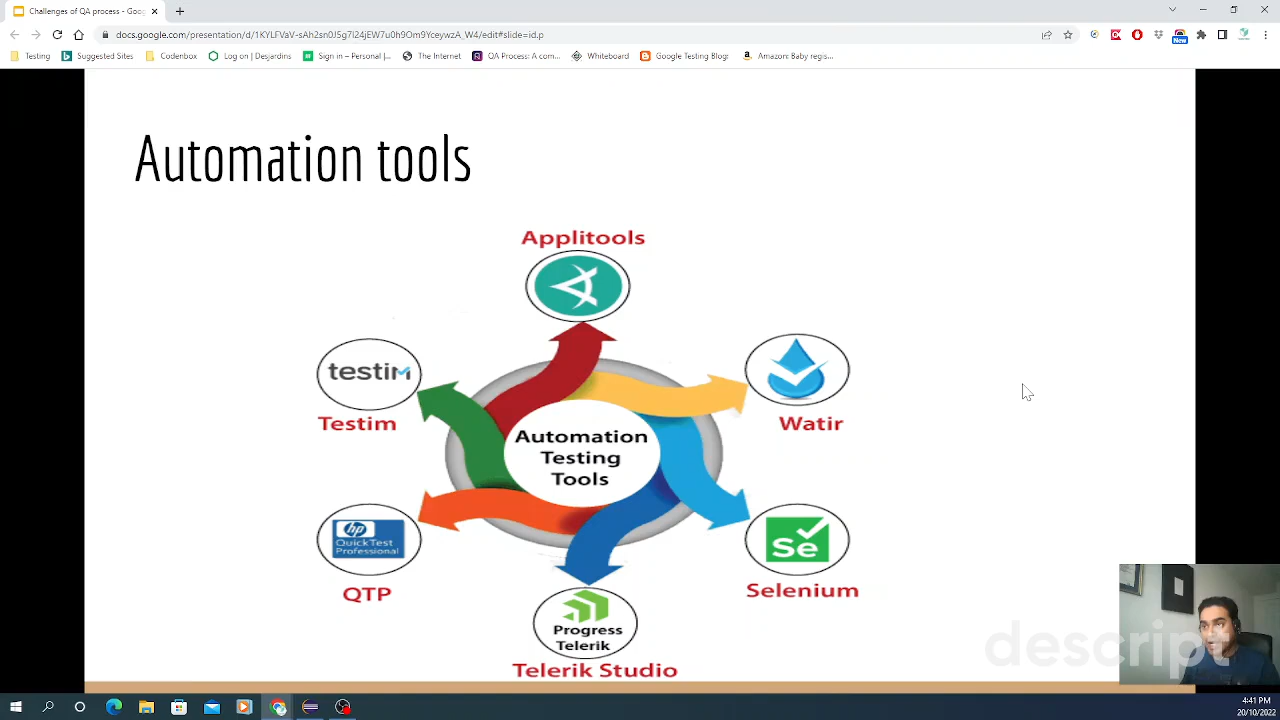 Challenges of QA process - Goo
docs.google.com/presentation/d/1KYLFVaV-sAh2sn0J5g7I24jEW7u0h9Om9YceywzA_W4/edit#slide=id.p
Testing
Suggested Sites
Codenbox
Log on | Desjardins
Sign in – Personal |...
The Internet
QA Process: A com...
Whiteboard
Google Testing Blog:
Amazon: Baby regis...
New
Automation tools
Applitools
testim
Testim
Watir
Automation
Testing
Tools
hp
QuickTest
Professional
QTP
Se
Selenium
Progress
Telerik
Telerik Studio
descript
4:41 PM
20/10/2022